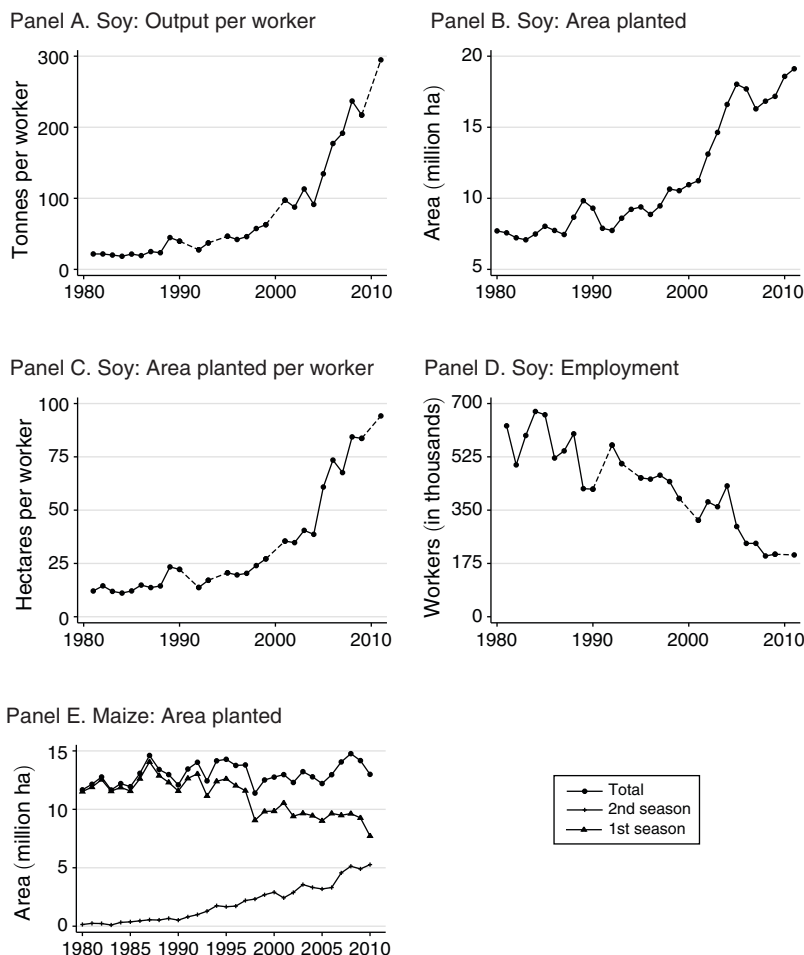 Panel A. Soy: Output per worker
Tonnes per worker
300
200
100
0
1980 1990 2000 2010
Panel B. Soy: Area planted
Area (million ha)
20
15
10
5
1980 1990 2000 2010
Panel C. Soy: Area planted per worker
Hectares per worker
100
75
50
25
0
1980 1990 2000 2010
Panel D. Soy: Employment
Workers (in thousands)
700
525
350
175
0
1980 1990 2000 2010
Panel E. Maize: Area planted
Area (million ha)
15
10
5
0
1980 1985 1990 1995 2000 2005 2010
Total
2nd season
1st season